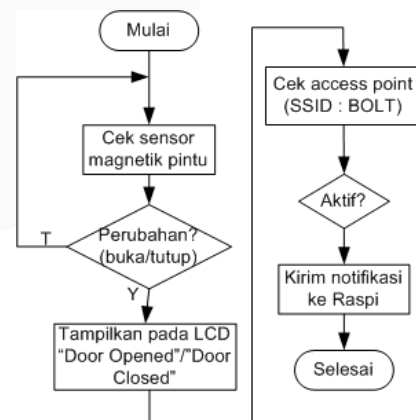 Mulai
Cek sensor
magnetik pintu
Perubahan?
(buka/tutup)
T
Y
Tampilkan pada LCD
“Door Opened”/”Door
Closed”
Cek access point
(SSID : BOLT)
Aktif?
Kirim notifikasi
ke Raspi
Selesai